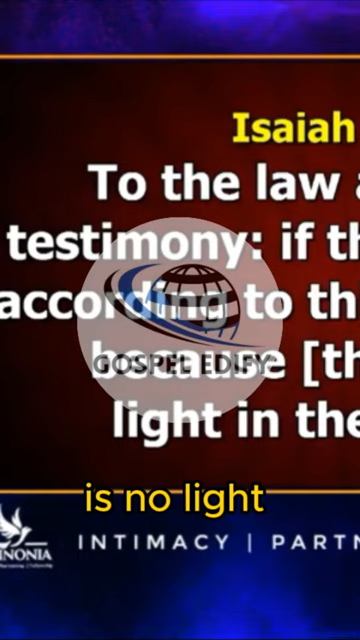 Isaiah
To the law
testimony: if th
according to th
because [th
light in the
GOSPEL EDIFY
is no light
INONIA
INTIMACY | PARTN